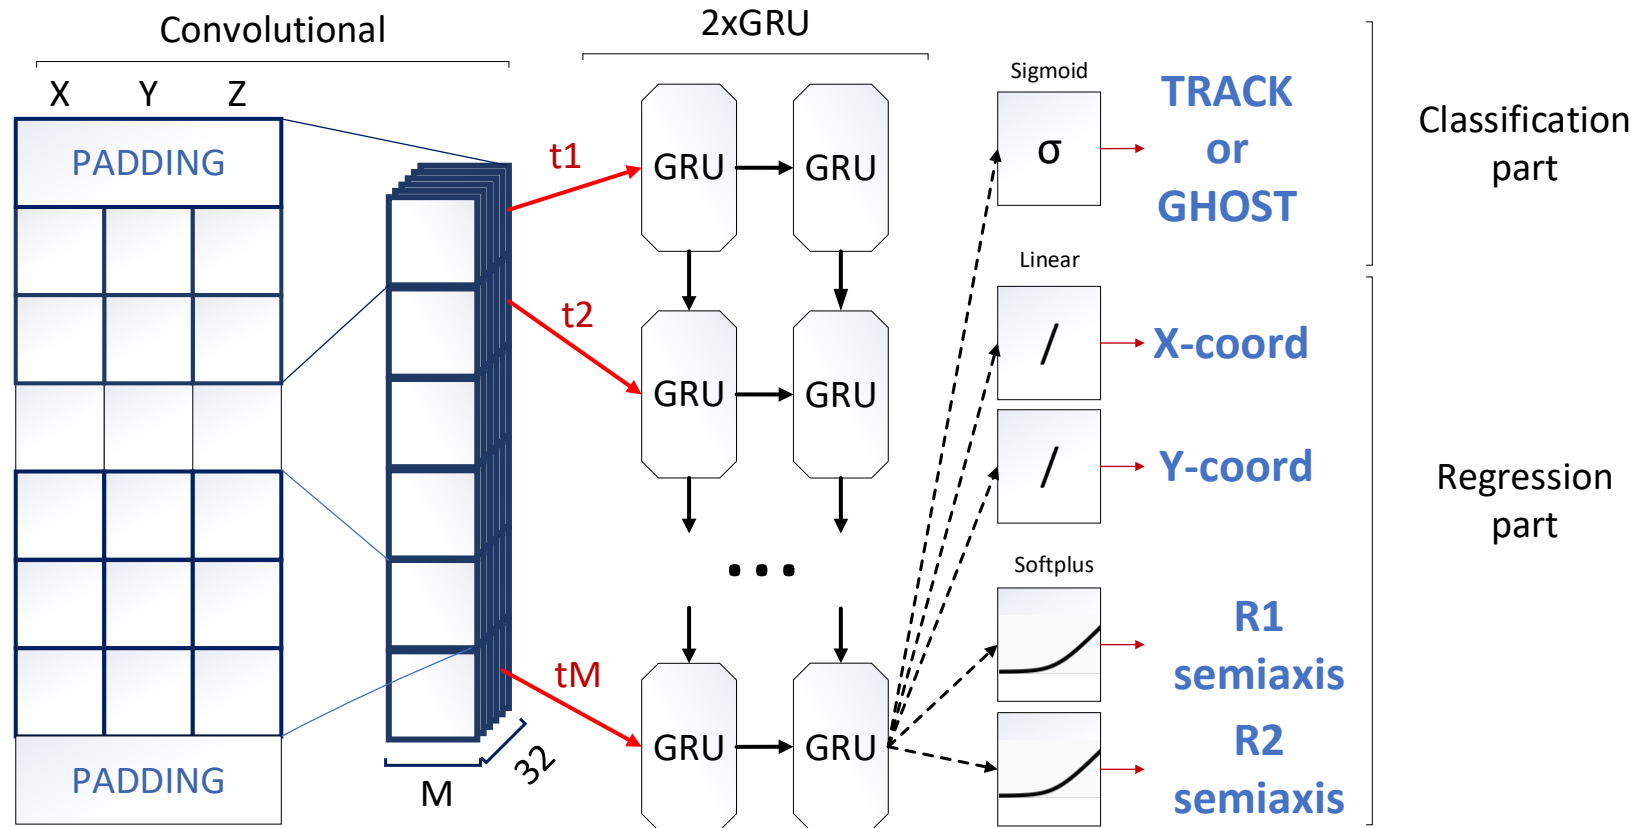 Convolutional
X Y Z
PADDING
PADDING
M
32
t1
t2
tM
2xGRU
GRU GRU
GRU GRU
...
GRU GRU
Sigmoid
σ
TRACK
or
GHOST
Classification
part
Linear
/
X-coord
/
Y-coord
Softplus
R1
semiaxis
R2
semiaxis
Regression
part